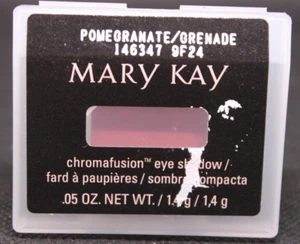 POMEGRANATE/GRENADE
146347 9F24
MARY KAY
chromafusion™ eye shadow /
fard à paupières / sombra compacta
.05 OZ. NET WT. / 1,4 g / 1,4 g